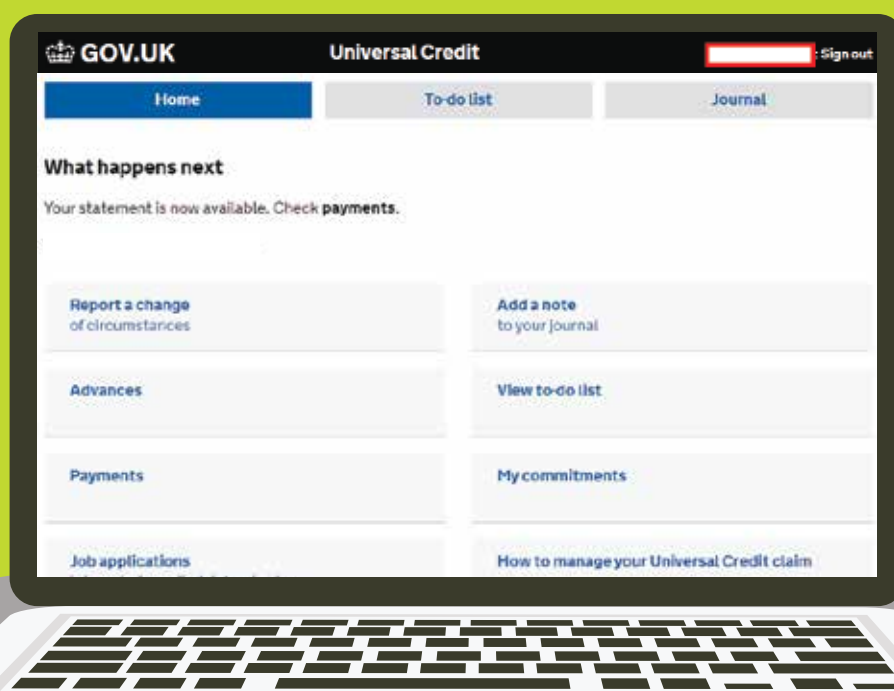 GOV.UK
Universal Credit
: Sign out
Home
To-do list
Journal
What happens next
Your statement is now available. Check payments.
Report a change
of circumstances
Add a note
to your journal
Advances
View to-do list
Payments
My commitments
Job applications
How to manage your Universal Credit claim